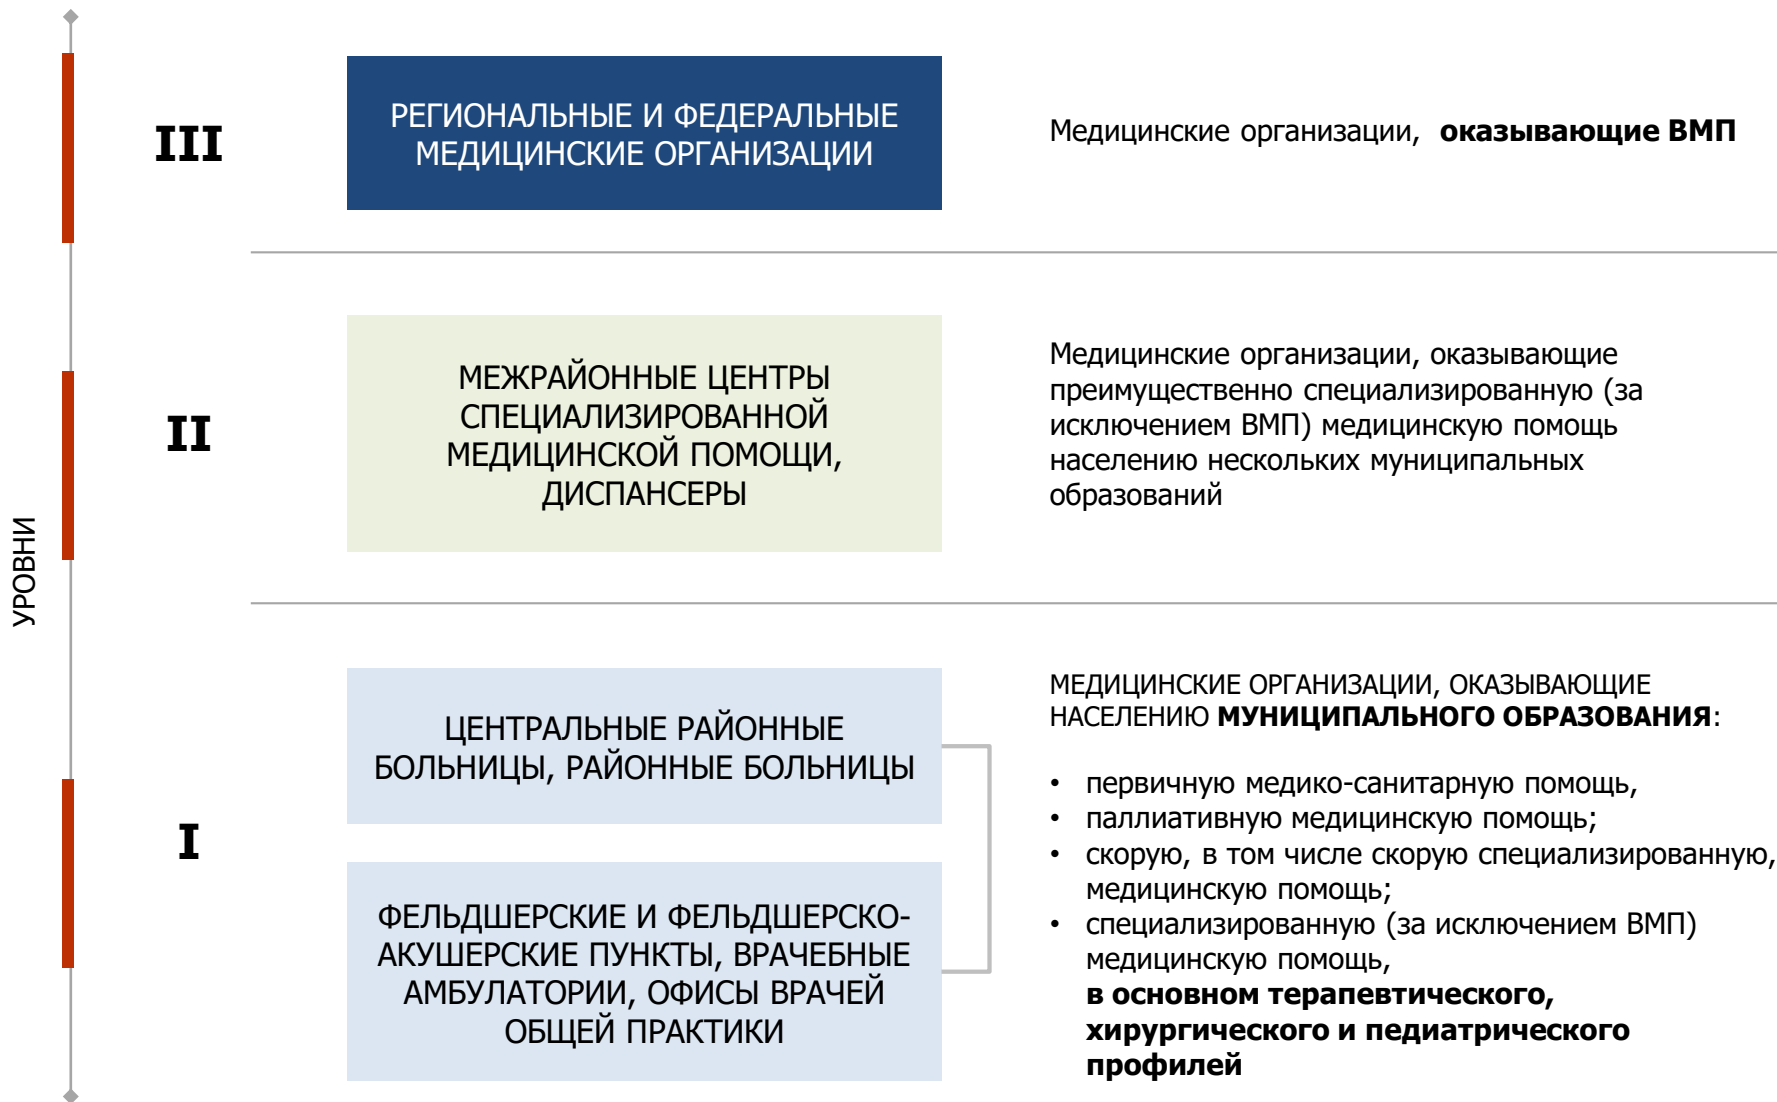 УРОВНИ
III
РЕГИОНАЛЬНЫЕ И ФЕДЕРАЛЬНЫЕ
МЕДИЦИНСКИЕ ОРГАНИЗАЦИИ
Медицинские организации, оказывающие ВМП
II
МЕЖРАЙОННЫЕ ЦЕНТРЫ
СПЕЦИАЛИЗИРОВАННОЙ
МЕДИЦИНСКОЙ ПОМОЩИ,
ДИСПАНСЕРЫ
Медицинские организации, оказывающие
преимущественно специализированную (за
исключением ВМП) медицинскую помощь
населению нескольких муниципальных
образований
I
ЦЕНТРАЛЬНЫЕ РАЙОННЫЕ
БОЛЬНИЦЫ, РАЙОННЫЕ БОЛЬНИЦЫ
ФЕЛЬДШЕРСКИЕ И ФЕЛЬДШЕРСКО-
АКУШЕРСКИЕ ПУНКТЫ, ВРАЧЕБНЫЕ
АМБУЛАТОРИИ, ОФИСЫ ВРАЧЕЙ
ОБЩЕЙ ПРАКТИКИ
МЕДИЦИНСКИЕ ОРГАНИЗАЦИИ, ОКАЗЫВАЮЩИЕ
НАСЕЛЕНИЮ МУНИЦИПАЛЬНОГО ОБРАЗОВАНИЯ:
• первичную медико-санитарную помощь,
• паллиативную медицинскую помощь;
• скорую, в том числе скорую специализированную,
медицинскую помощь;
• специализированную (за исключением ВМП)
медицинскую помощь,
в основном терапевтического,
хирургического и педиатрического
профилей